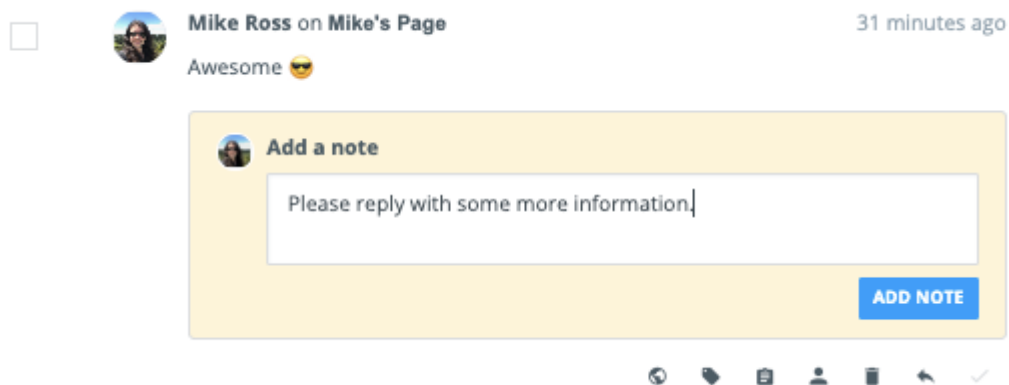 Mike Ross on Mike's Page
31 minutes ago
Awesome 😎
Add a note
Please reply with some more information.
ADD NOTE